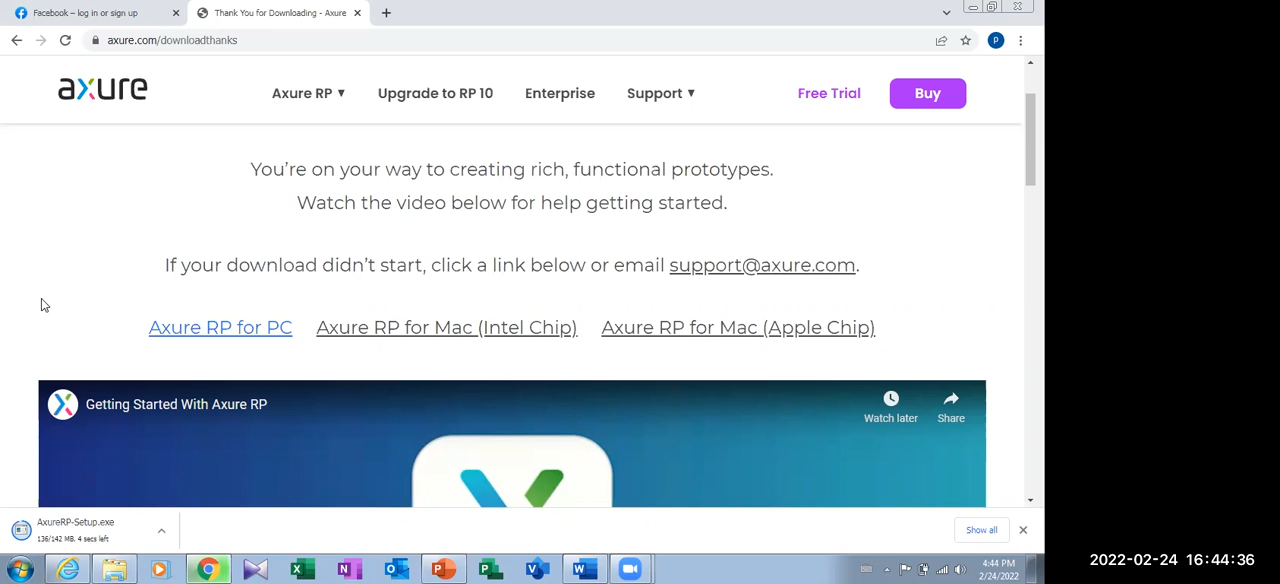 Facebook – log in or sign up
Thank You for Downloading - Axure
axure.com/downloadthanks
P
axure
Axure RP ▼
Upgrade to RP 10
Enterprise
Support ▼
Free Trial
Buy
You're on your way to creating rich, functional prototypes.
Watch the video below for help getting started.
If your download didn't start, click a link below or email support@axure.com.
Axure RP for PC
Axure RP for Mac (Intel Chip)
Axure RP for Mac (Apple Chip)
Getting Started With Axure RP
Watch later
Share
AxureRP-Setup.exe
136/142 MB, 4 secs left
Show all
4:44 PM
2/24/2022
2022-02-24 16:44:36